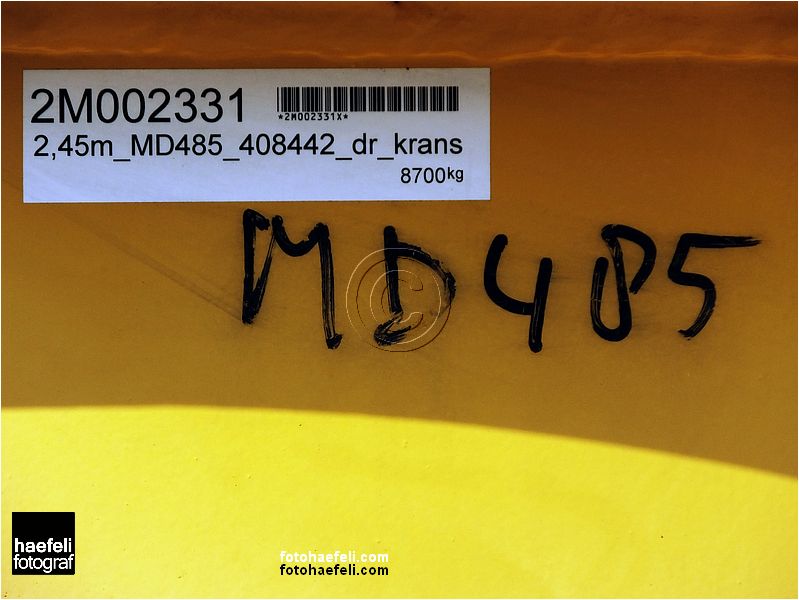 2M002331
*2M002331X*
2,45m_MD485_408442_dr_krans
8700kg
MD485
©
haefeli
fotograf
fotohaefeli.com
fotohaefeli.com